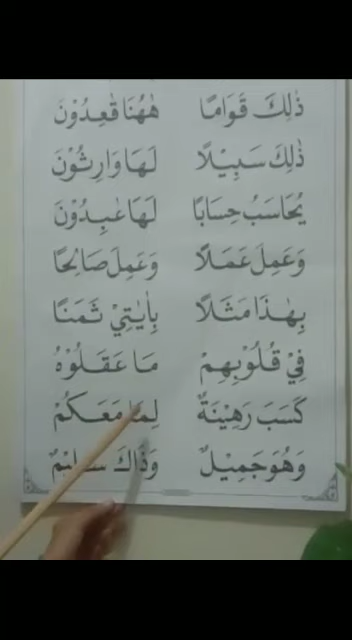 ذٰلِكَ قَوَامًا هٰهُنَا قٰعِدُوْنَ
ذٰلِكَ سَبِيْلًا لَهَا وَارِثُوْنَ
يُحَاسَبُ حِسَابًا لَهَا عٰبِدُوْنَ
وَعَمِلَ عَمَلًا وَعَمِلَ صَالِحًا
بِهٰذَا مَثَلًا بِاٰيٰتِيْ ثَمَنًا
فِيْ قُلُوْبِهِمْ مَا عَقَلُوْهُ
كَسَبَ رَهِيْنَةٌ لِمَا مَعَكُمْ
وَهُوَ جَمِيْلٌ وَذَاكَ سَلِيْمٌ